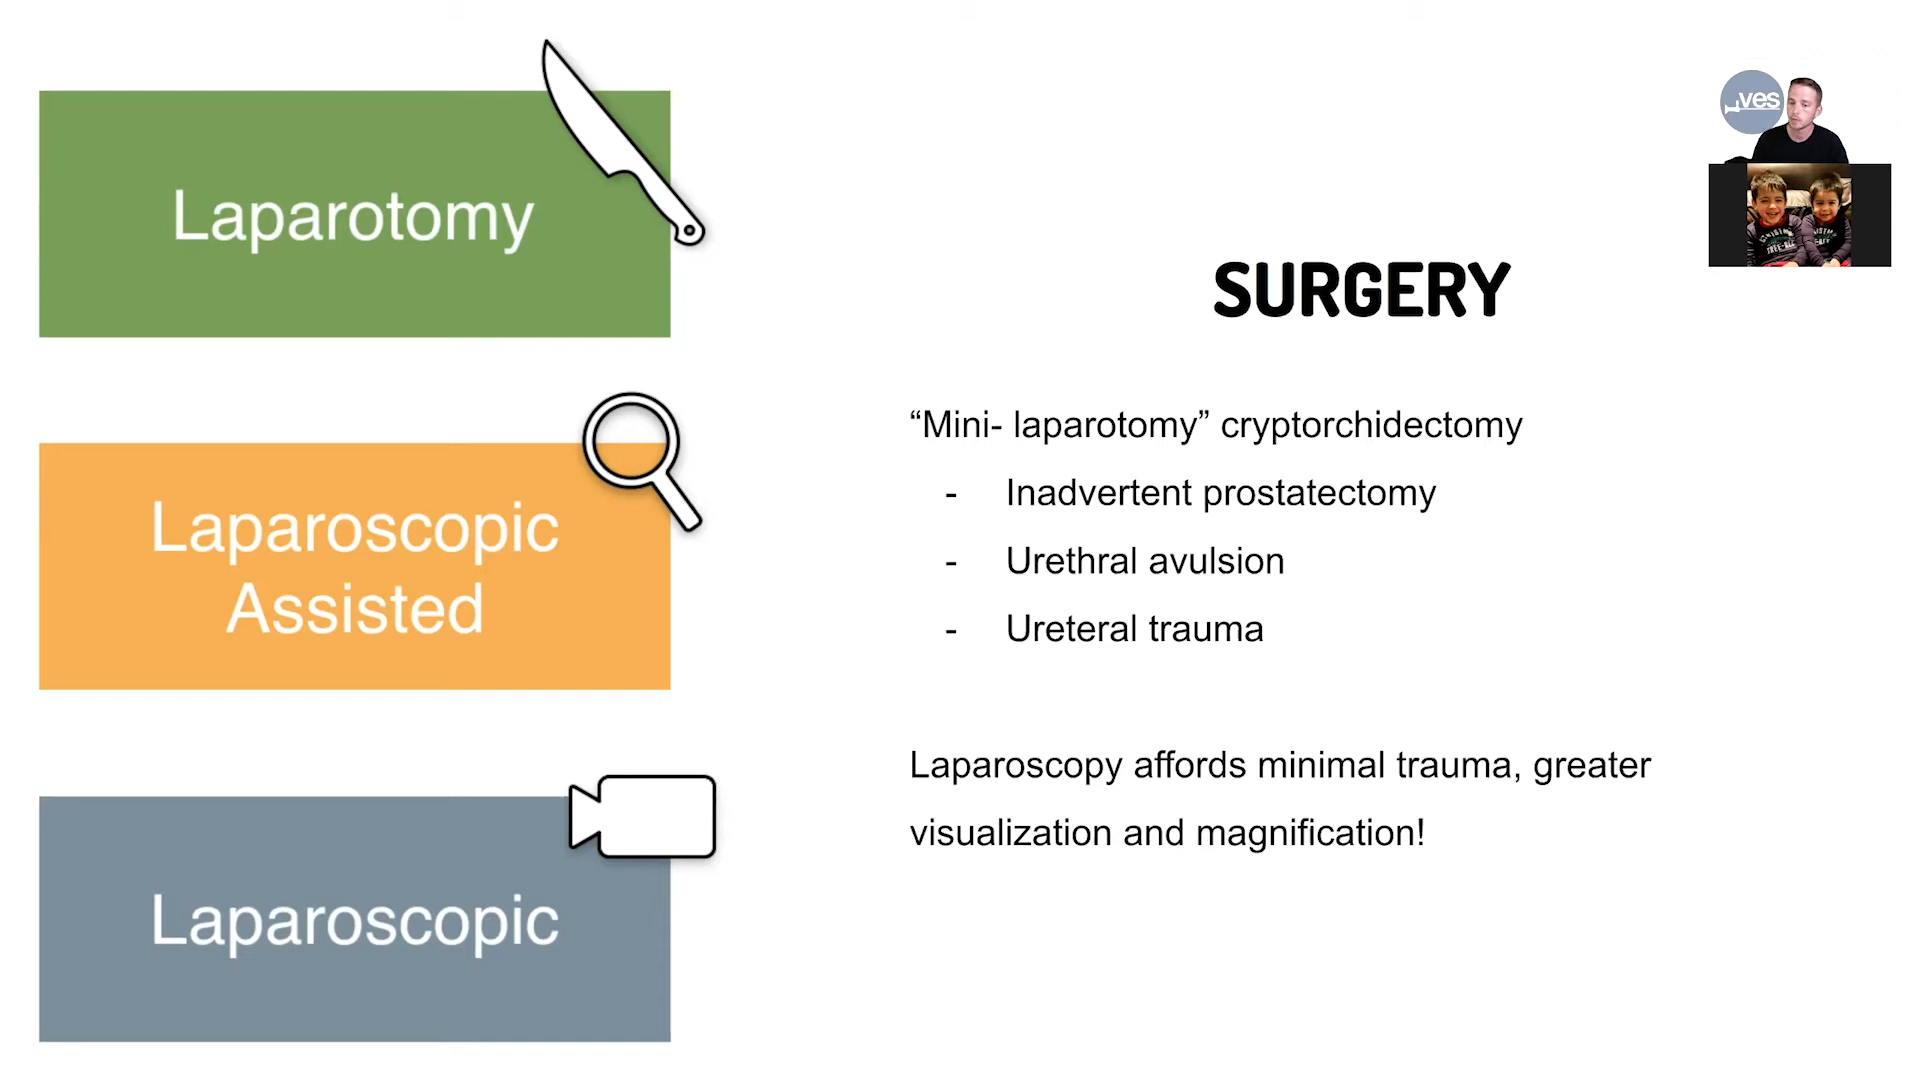 Laparotomy
Laparoscopic
Assisted
Laparoscopic
SURGERY
“Mini- laparotomy” cryptorchidectomy
- Inadvertent prostatectomy
- Urethral avulsion
- Ureteral trauma
Laparoscopy affords minimal trauma, greater
visualization and magnification!
ves